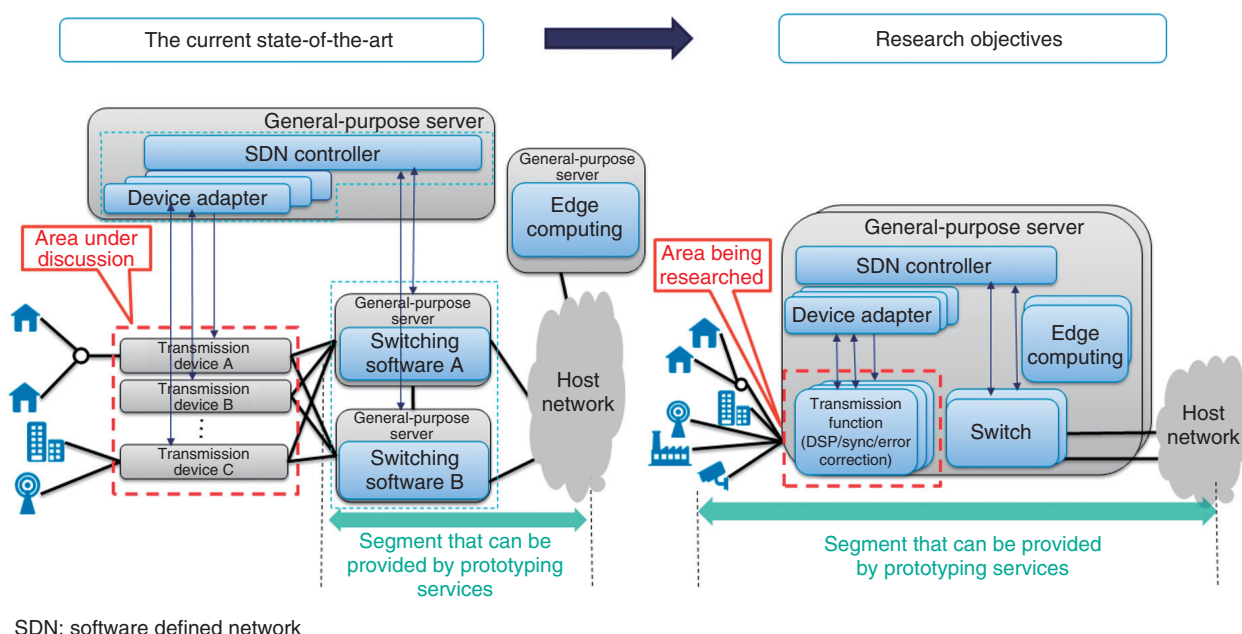 The current state-of-the-art
Research objectives
General-purpose server
SDN controller
Device adapter
General-purpose
server
Edge
computing
Area under
discussion
Transmission
device A
Transmission
device B
⋮
Transmission
device C
General-purpose
server
Switching
software A
General-purpose
server
Switching
software B
Host
network
Segment that can be
provided by prototyping
services
General-purpose server
SDN controller
Device adapter
Edge
computing
Area being
researched
Transmission
function
(DSP/sync/error
correction)
Switch
Host
network
Segment that can be provided
by prototyping services
SDN: software defined network